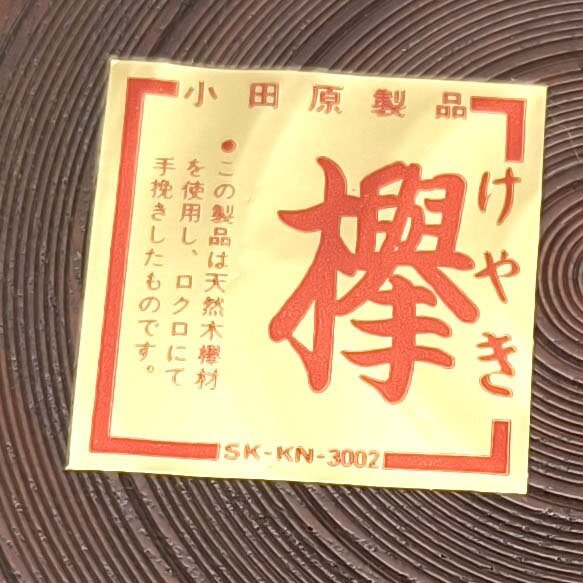 小田原製品
けやき
欅
●この製品は天然木欅材
を使用し、ロクロにて
手挽きしたものです。
SK-KN-3002